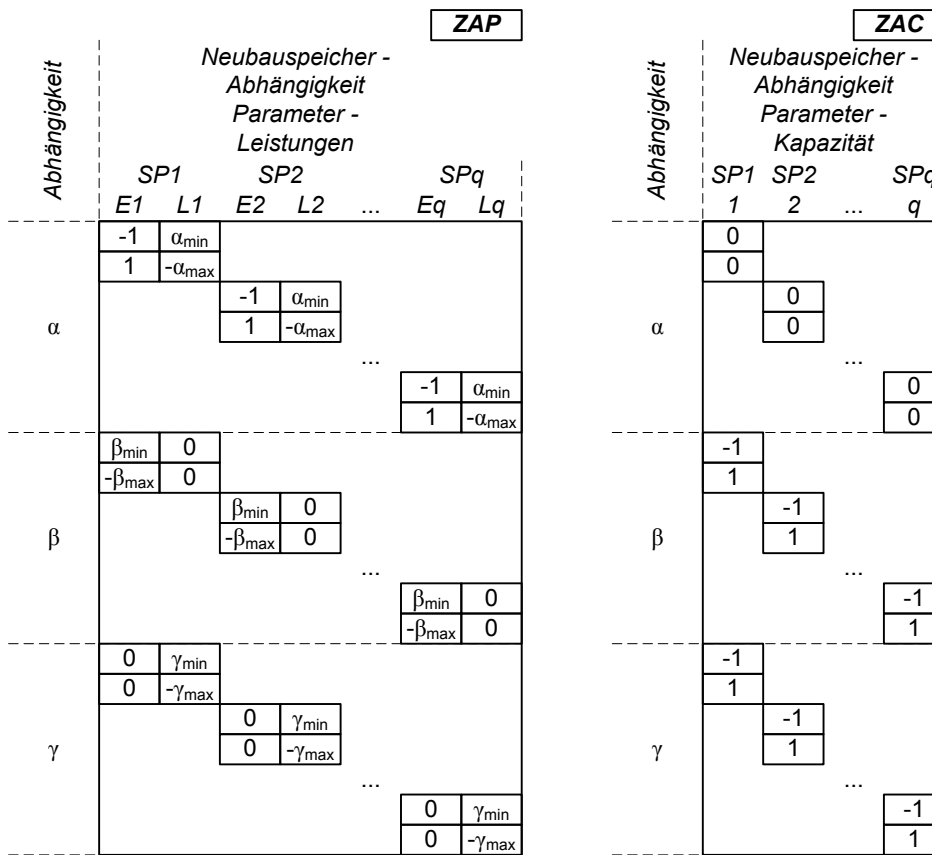 ZAP ZAC
Abhängigkeit Neubauspeicher - Abhängigkeit Neubauspeicher -
Abhängigkeit Abhängigkeit
Parameter - Parameter -
Leistungen Kapazität
SP1 SP2 SPq SP1 SP2 SPq
E1 L1 E2 L2 ... Eq Lq 1 2 ... q
-1 αmin 0
1 -αmax 0
-1 αmin 0
α 1 -αmax α 0
... ...
-1 αmin 0
1 -αmax 0
βmin 0 -1
-βmax 0 1
βmin 0 -1
β -βmax 0 β 1
... ...
βmin 0 -1
-βmax 0 1
0 γmin -1
0 -γmax 1
0 γmin -1
γ 0 -γmax γ 1
... ...
0 γmin -1
0 -γmax 1